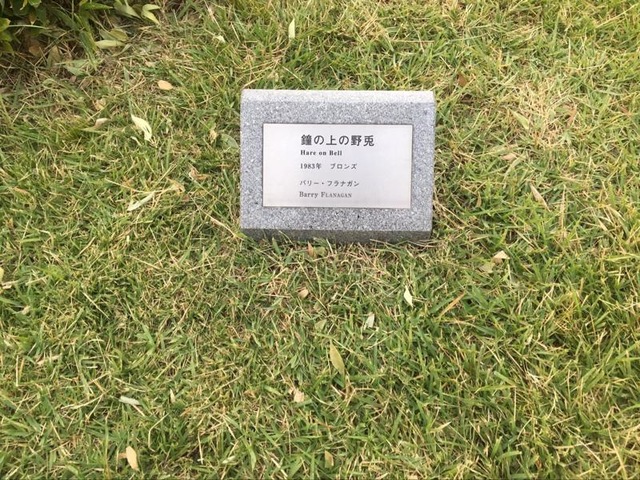 鐘の上の野兎
Hare on Bell
1983年　ブロンズ
バリー・フラナガン
Barry FLANAGAN